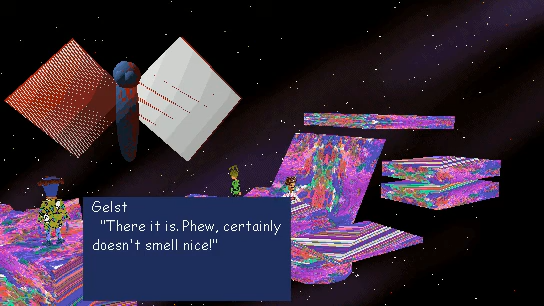 Gelst
"There it is. Phew, certainly
doesn't smell nice!"